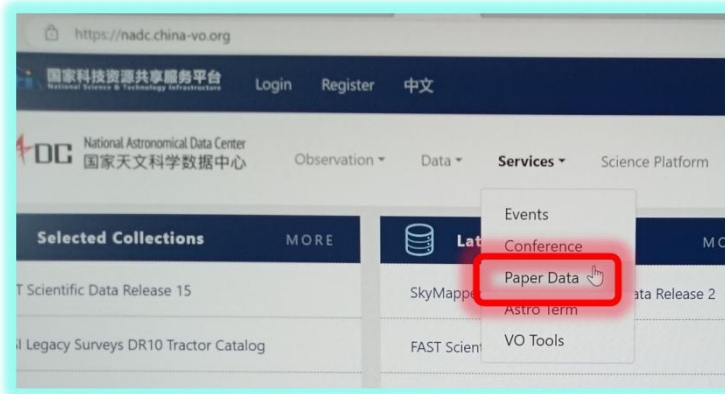 https://nadc.china-vo.org
国家科技资源共享服务平台
National Science & Technology Infrastructure
Login Register 中文
DC National Astronomical Data Center
国家天文科学数据中心
Observation Data Services Science Platform
Selected Collections MORE
Events
Conference
Paper Data
Astro Term
VO Tools
T Scientific Data Release 15
ata Release 2
I Legacy Surveys DR10 Tractor Catalog
FAST Scien